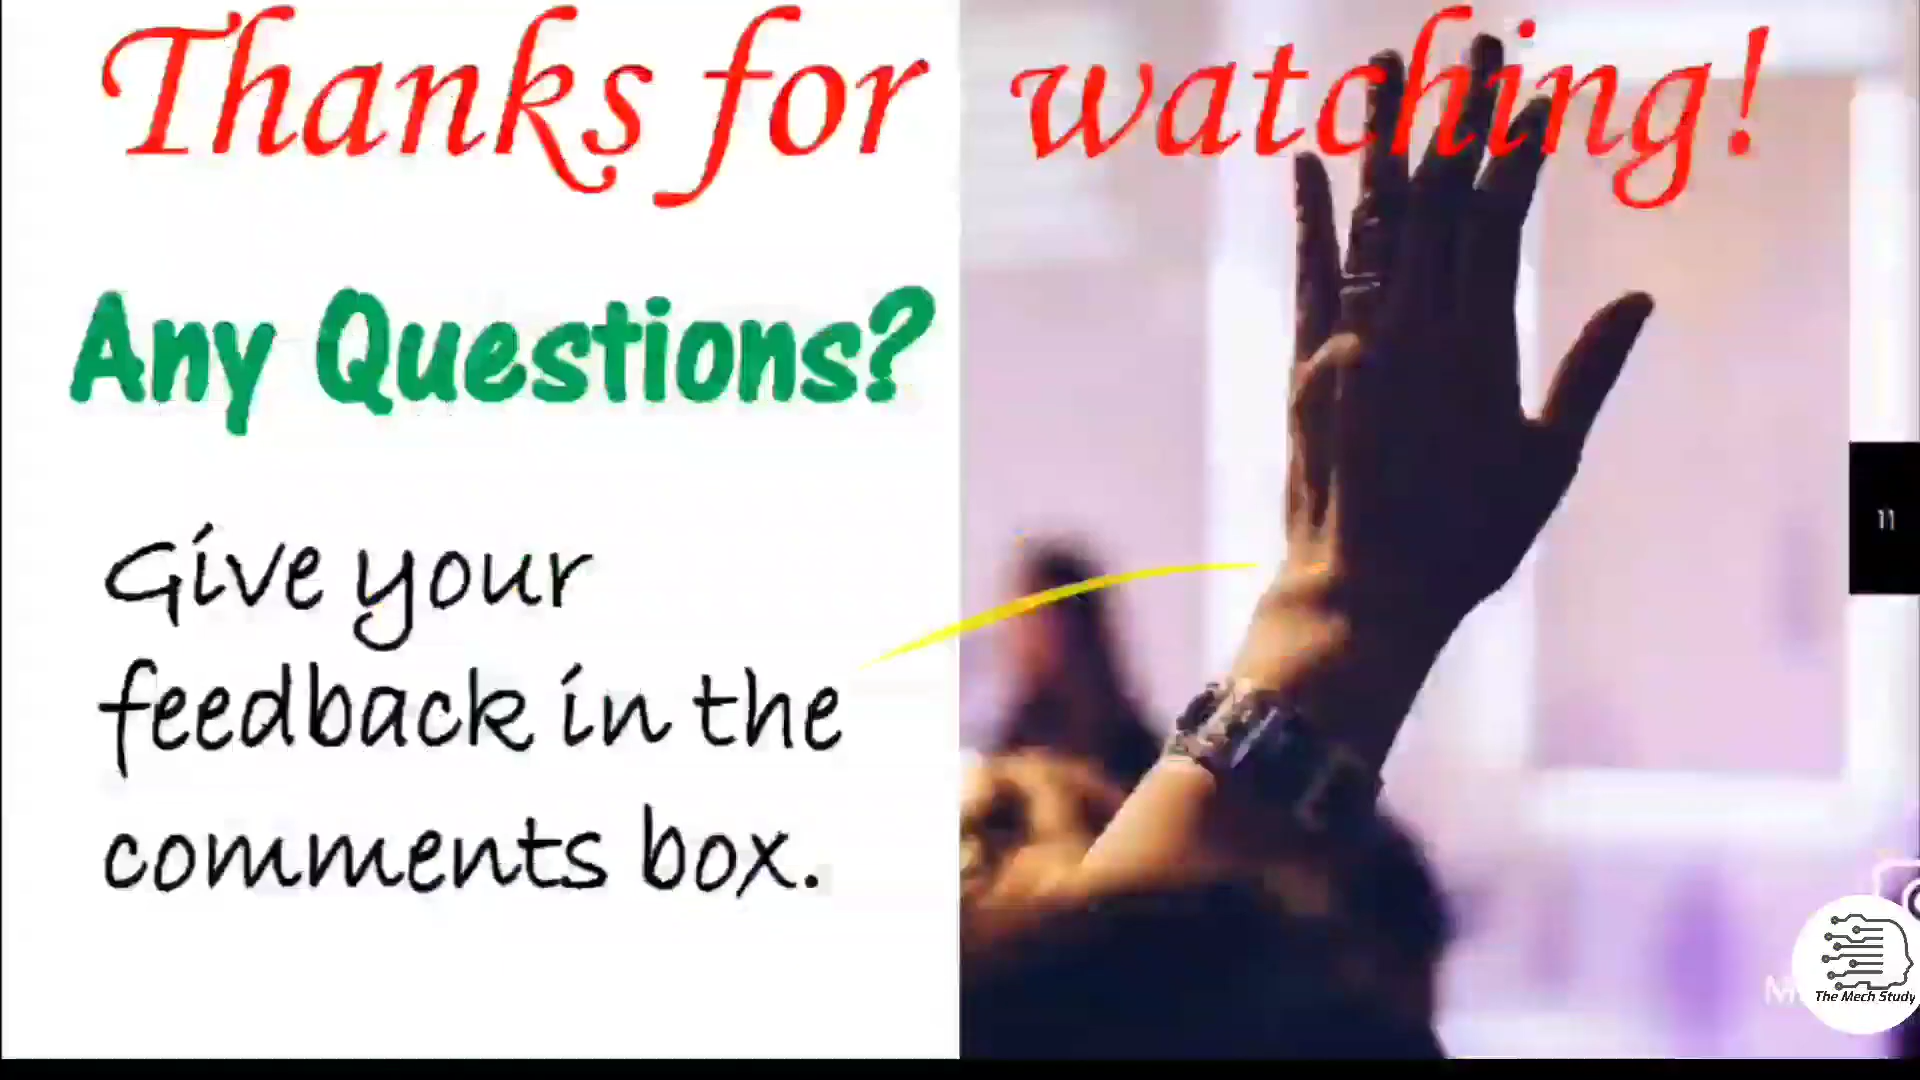 Thanks for watching!
Any Questions?
Give your
feedback in the
comments box.
11
The Mech Study